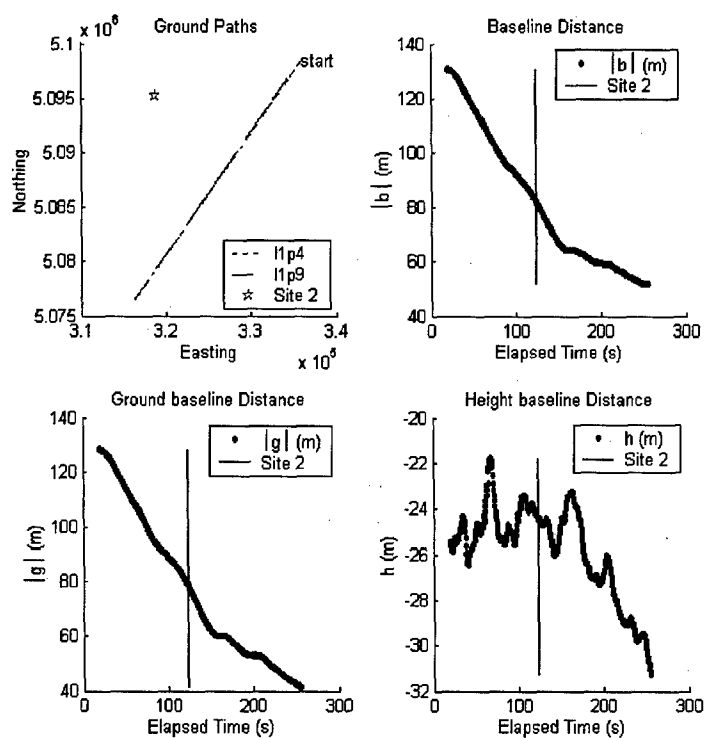 Ground Paths
x 10⁶
5.1
5.095
5.09
5.085
5.08
5.075
Northing
start
l1p4
l1p9
Site 2
3.1
3.2
3.3
3.4
Easting
x 10⁵
Baseline Distance
140
120
100
80
60
40
|b| (m)
|b| (m)
Site 2
0
100
200
300
Elapsed Time (s)
Ground baseline Distance
140
120
100
80
60
40
|g| (m)
|g| (m)
Site 2
0
100
200
300
Elapsed Time (s)
Height baseline Distance
-20
-22
-24
-26
-28
-30
-32
h (m)
h (m)
Site 2
0
100
200
300
Elapsed Time (s)